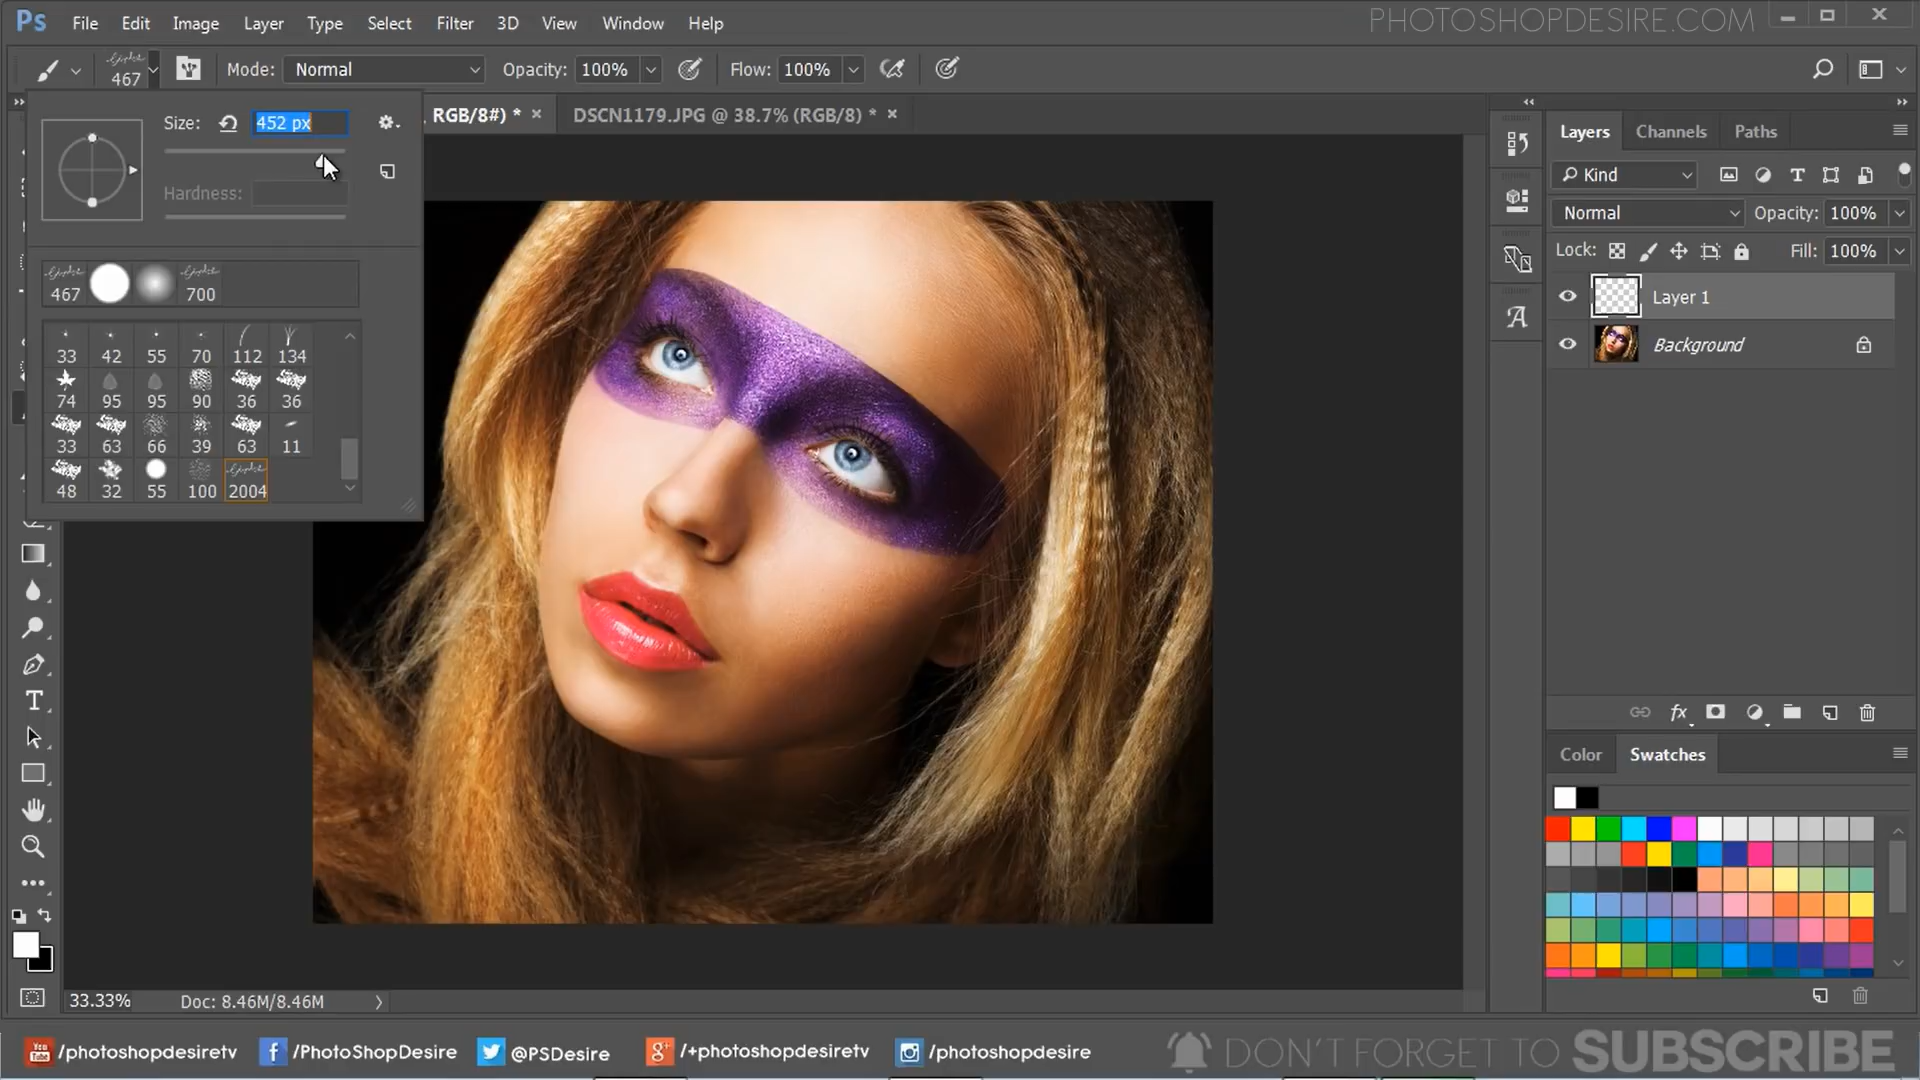 PHOTOSHOPDESIRE.COM
Ps File Edit Image Layer Type Select Filter 3D View Window Help
467 Mode: Normal Opacity: 100% Flow: 100%
RGB/8#) * × DSCN1179.JPG @ 38.7% (RGB/8) * ×
Size: 452 px
Hardness:
467 700
33 42 55 70 112 134
74 95 95 90 36 36
33 63 66 39 63 11
48 32 55 100 2004
Layers Channels Paths
Kind
Normal Opacity: 100%
Lock: Fill: 100%
Layer 1
Background
fx
Color Swatches
33.33% Doc: 8.46M/8.46M
You Tube /photoshopdesiretv /PhotoShopDesire @PSDesire /+photoshopdesiretv /photoshopdesire DON'T FORGET TO SUBSCRIBE